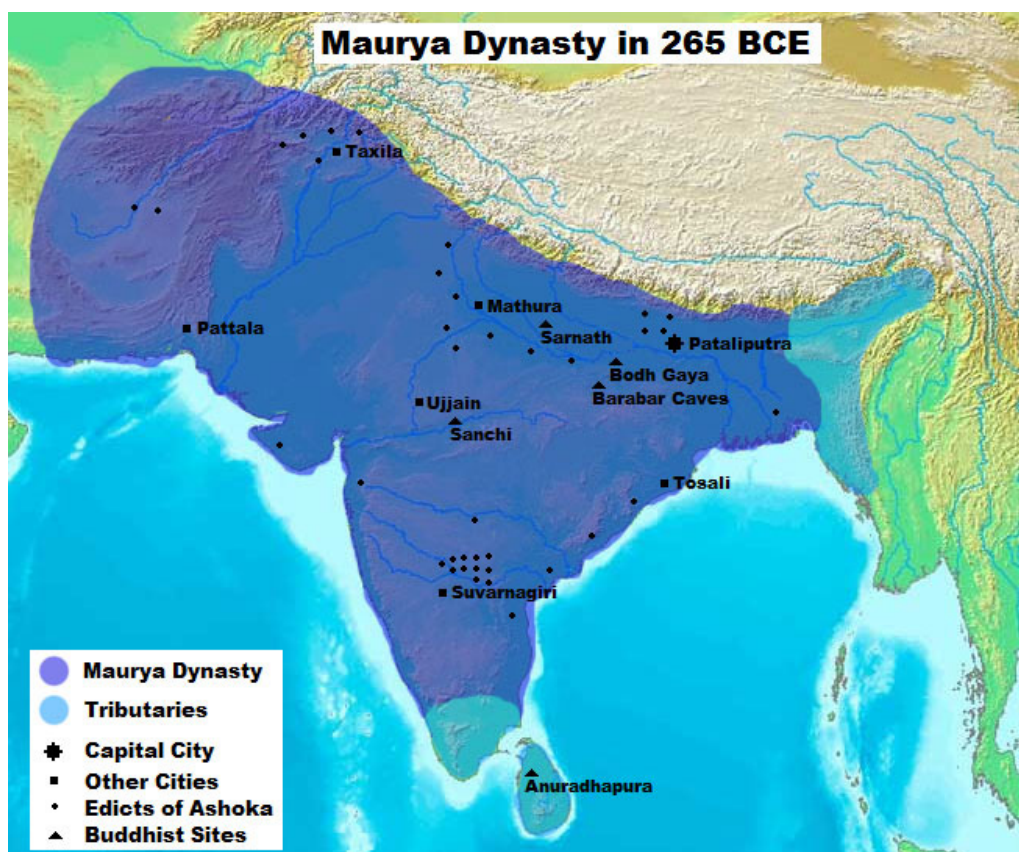 Maurya Dynasty in 265 BCE
Taxila
Mathura
Pattala
Sarnath
Pataliputra
Bodh Gaya
Barabar Caves
Ujjain
Sanchi
Tosali
Suvarnagiri
Anuradhapura
Maurya Dynasty
Tributaries
Capital City
Other Cities
Edicts of Ashoka
Buddhist Sites